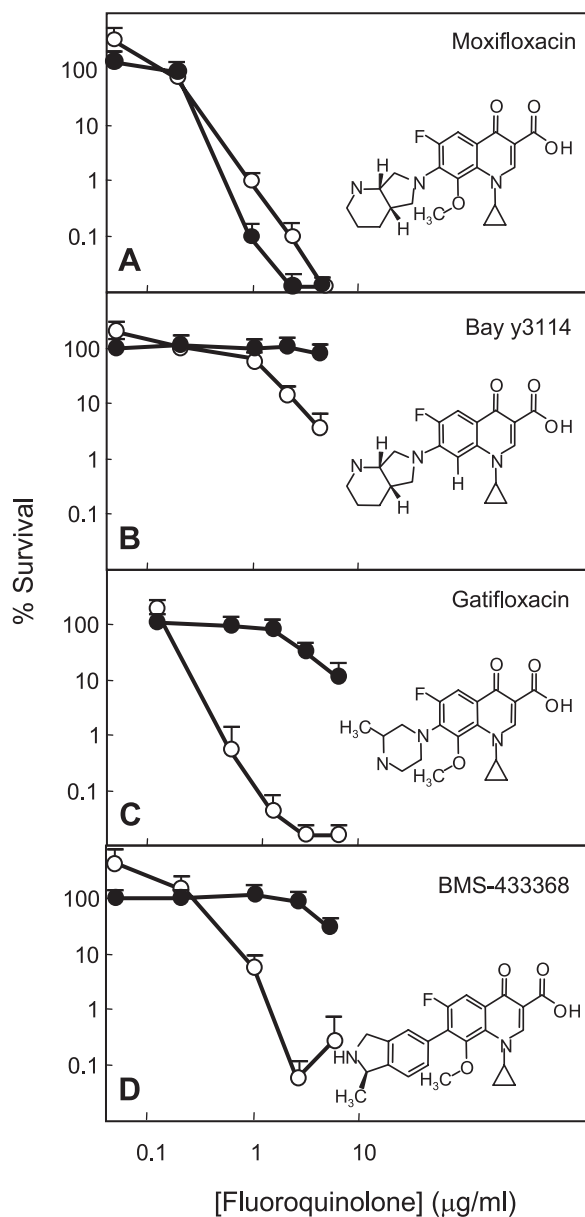 Moxifloxacin
100
10
1
0.1
A
F
O
O
OH
N
N
N
H
H
H₃C
O
Bay y3114
100
10
1
0.1
B
F
O
O
OH
N
N
N
H
H
H
Gatifloxacin
100
10
1
0.1
C
F
O
O
OH
H₃C
N
N
N
H₃C
O
BMS-433368
100
10
1
0.1
D
F
O
O
OH
HN
N
H₃C
H₃C
O
% Survival
0.1 1 10
[Fluoroquinolone] (μg/ml)